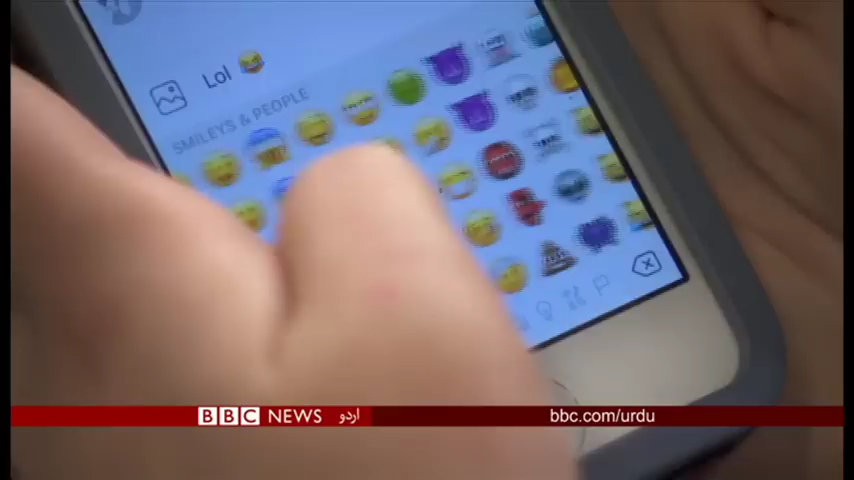 Lol 😂
SMILEYS & PEOPLE
BBC NEWS اردو
bbc.com/urdu